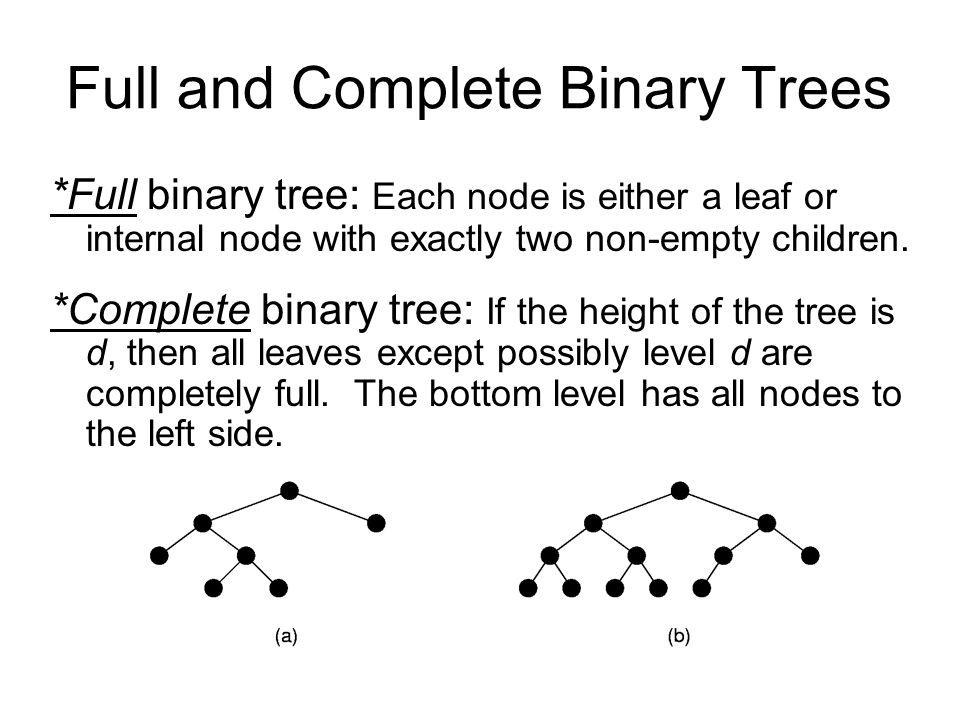 Full and Complete Binary Trees
*Full binary tree: Each node is either a leaf or
internal node with exactly two non-empty children.
*Complete binary tree: If the height of the tree is
d, then all leaves except possibly level d are
completely full. The bottom level has all nodes to
the left side.
(a) (b)